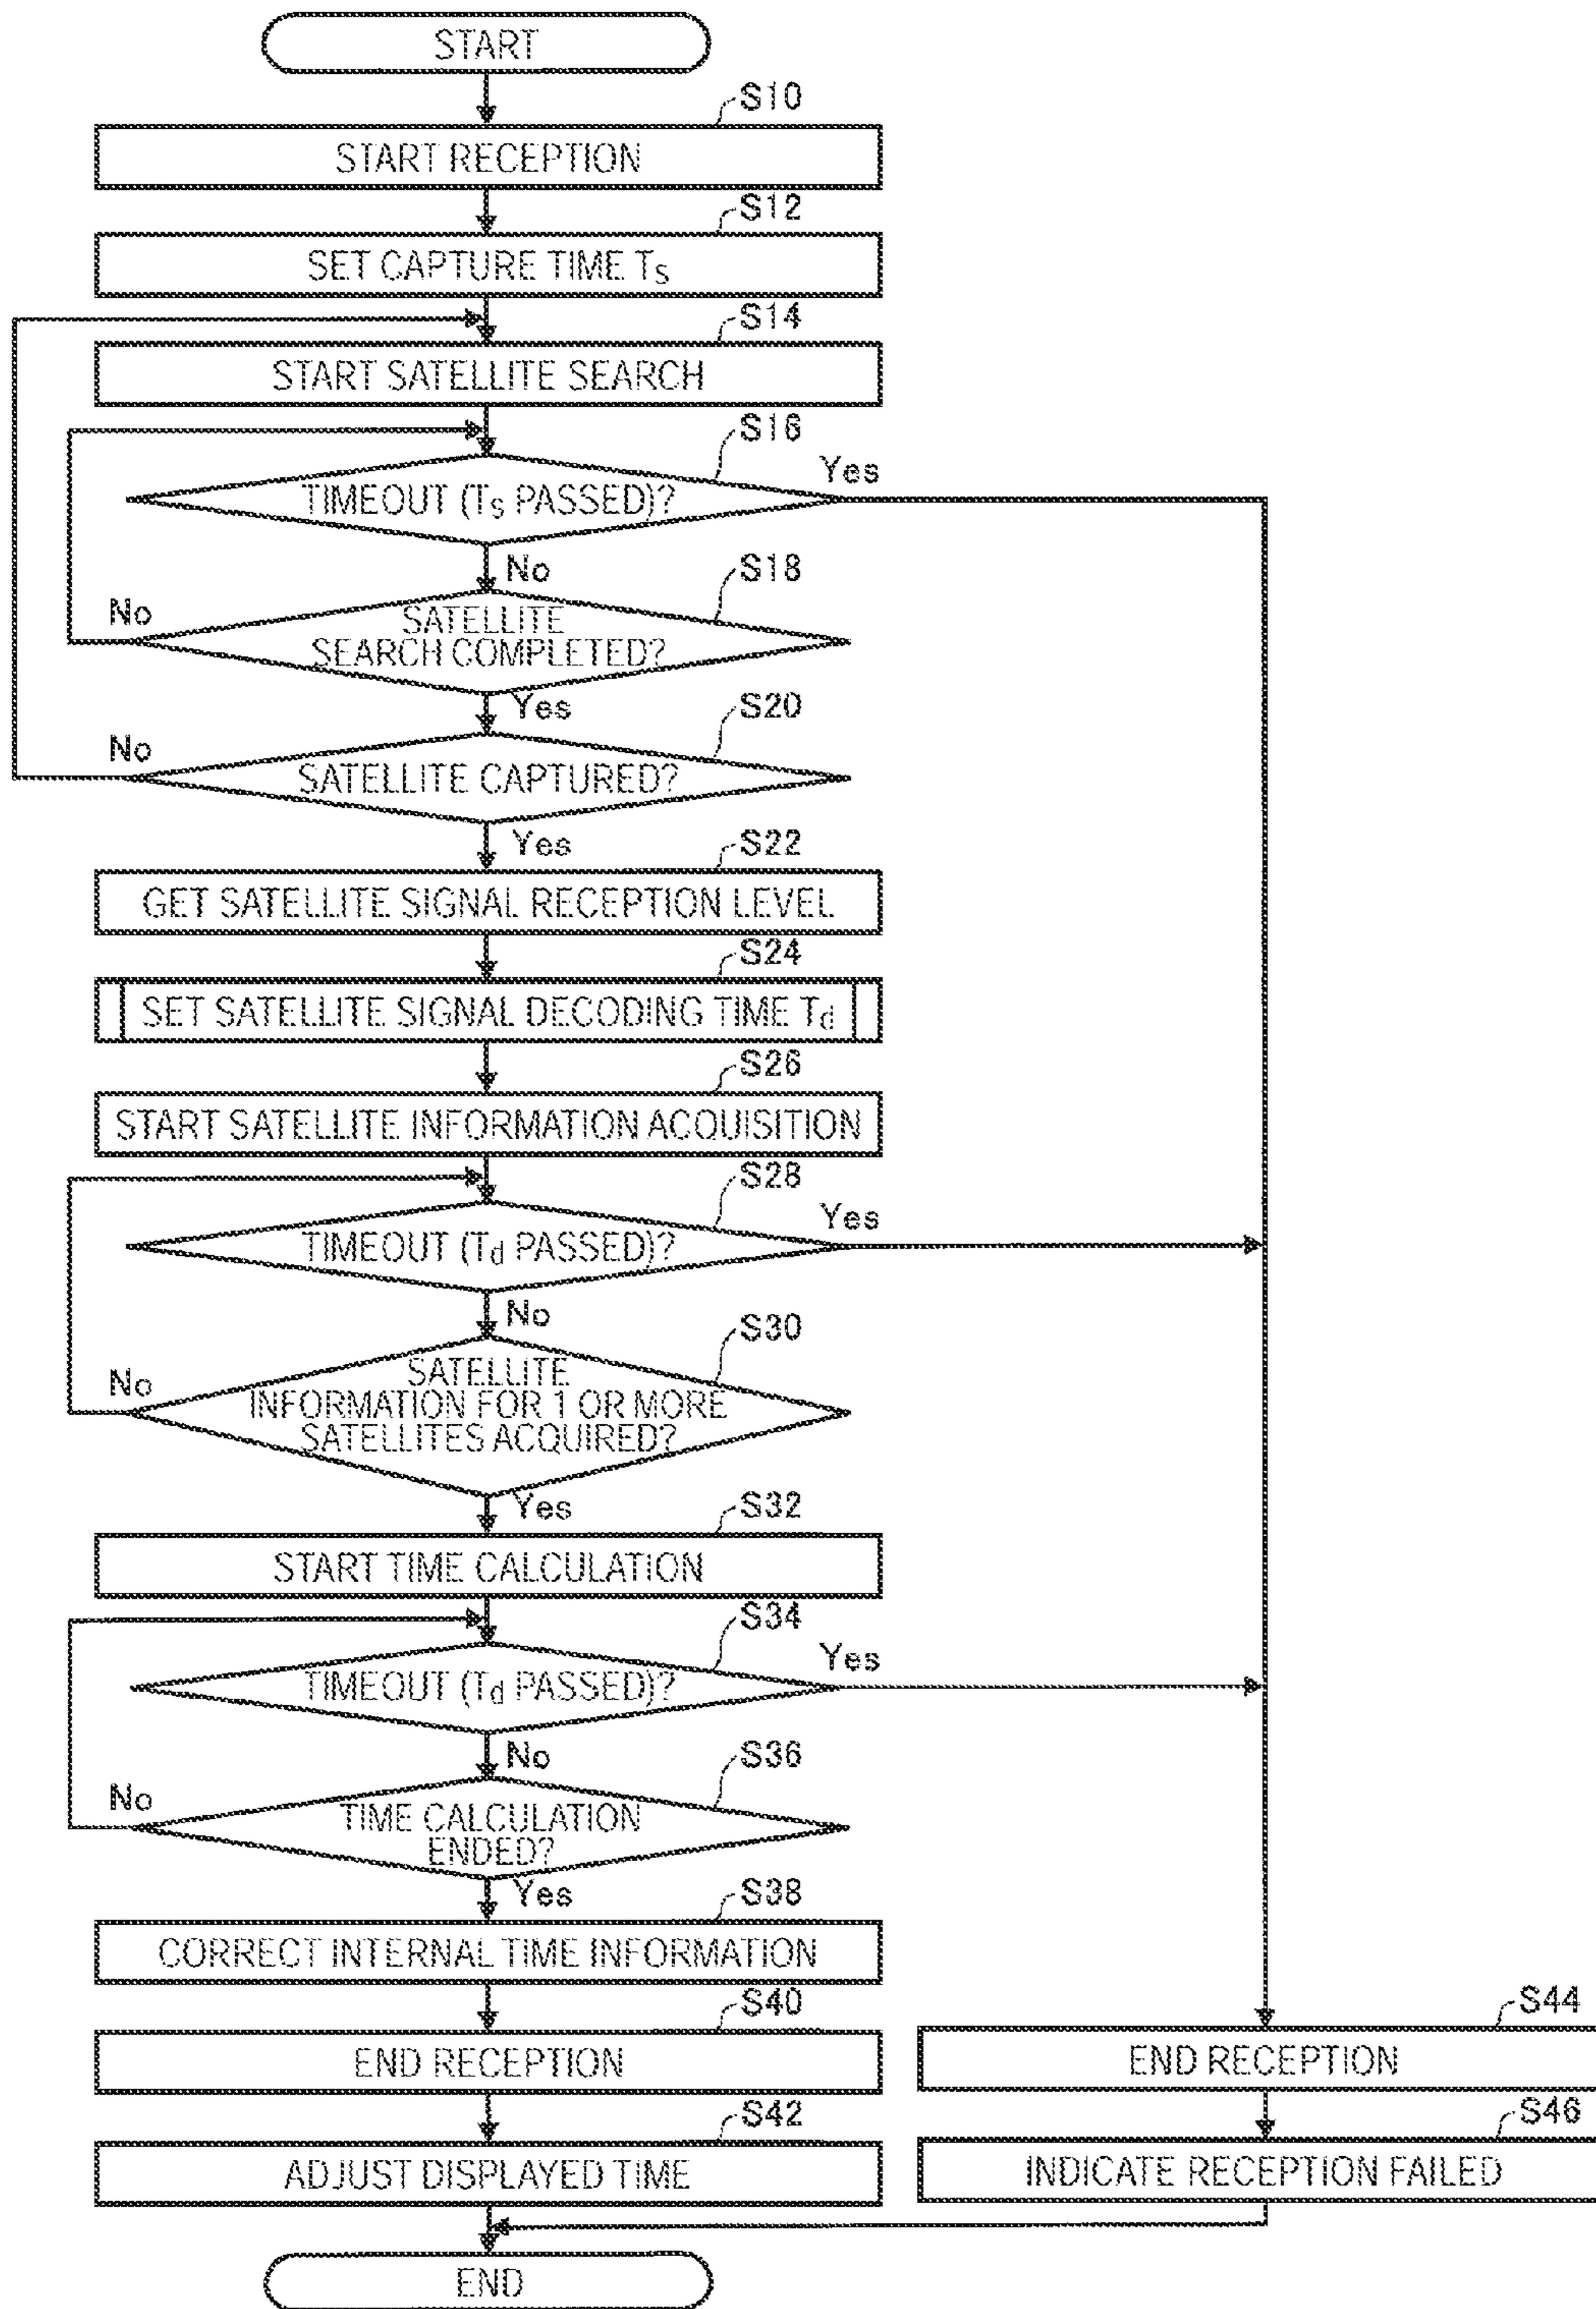 START
S10
START RECEPTION
S12
SET CAPTURE TIME Ts
S14
START SATELLITE SEARCH
S16
TIMEOUT (Ts PASSED)?
Yes
No
S18
SATELLITE
SEARCH COMPLETED?
No
Yes
S20
SATELLITE CAPTURED?
No
Yes
S22
GET SATELLITE SIGNAL RECEPTION LEVEL
S24
SET SATELLITE SIGNAL DECODING TIME Td
S26
START SATELLITE INFORMATION ACQUISITION
S28
TIMEOUT (Td PASSED)?
Yes
No
S30
SATELLITE
INFORMATION FOR 1 OR MORE
SATELLITES ACQUIRED?
No
Yes
S32
START TIME CALCULATION
S34
TIMEOUT (Td PASSED)?
Yes
No
S36
TIME CALCULATION
ENDED?
No
Yes
S38
CORRECT INTERNAL TIME INFORMATION
S40
END RECEPTION
S42
ADJUST DISPLAYED TIME
S44
END RECEPTION
S46
INDICATE RECEPTION FAILED
END